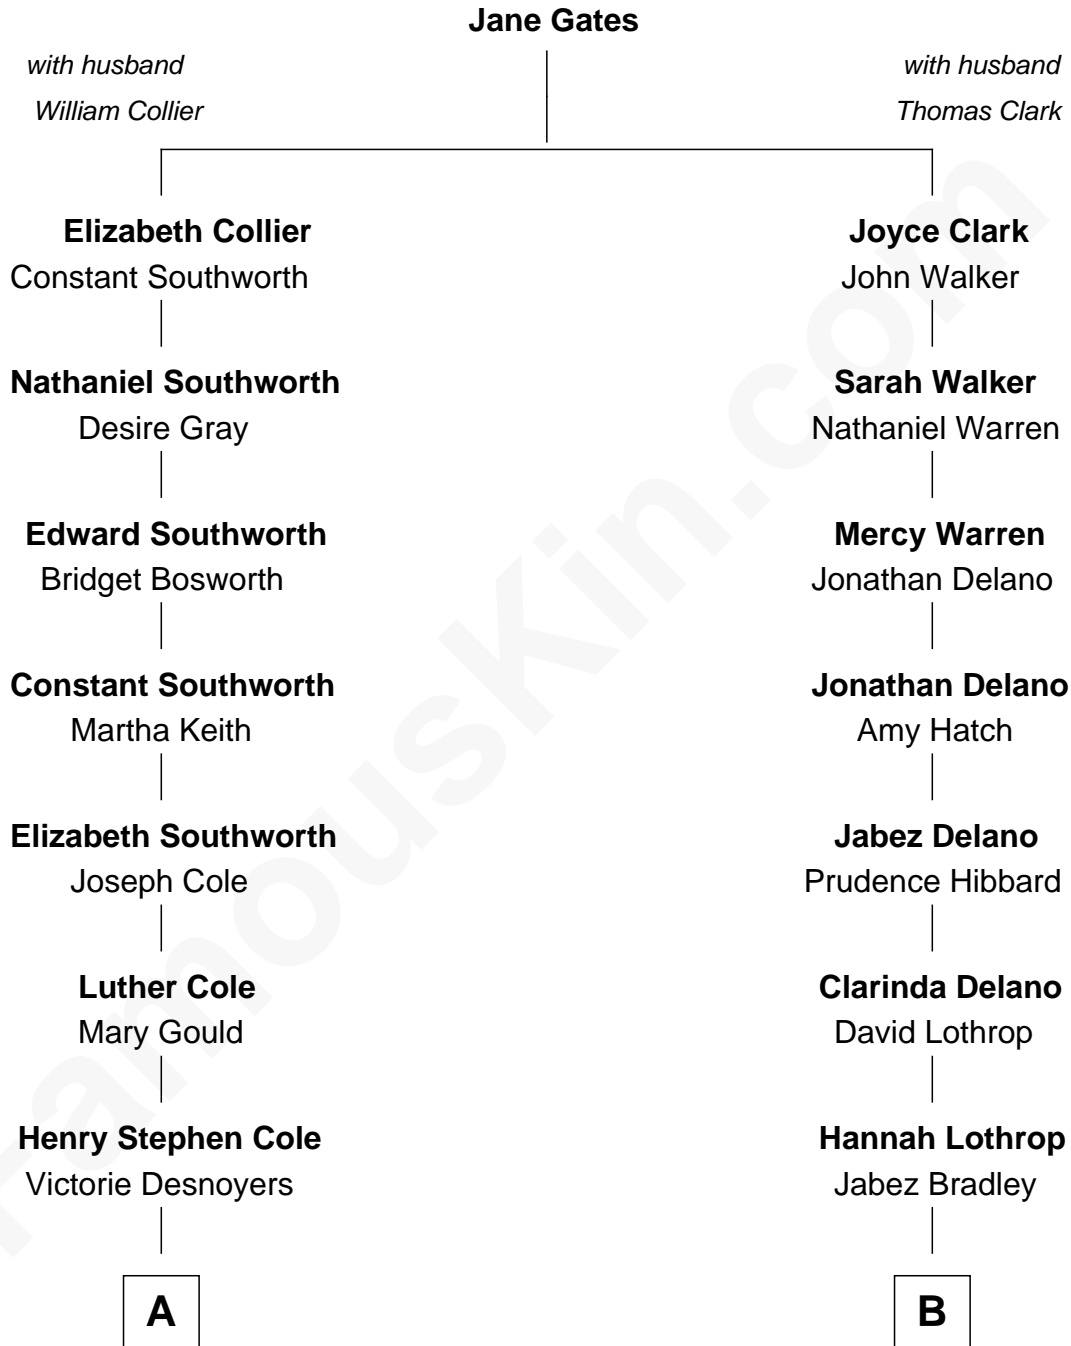 Jane Gates
with husband
William Collier
with husband
Thomas Clark
Elizabeth Collier
Constant Southworth
Joyce Clark
John Walker
Nathaniel Southworth
Desire Gray
Sarah Walker
Nathaniel Warren
Edward Southworth
Bridget Bosworth
Mercy Warren
Jonathan Delano
Constant Southworth
Martha Keith
Jonathan Delano
Amy Hatch
Elizabeth Southworth
Joseph Cole
Jabez Delano
Prudence Hibbard
Luther Cole
Mary Gould
Clarinda Delano
David Lothrop
Henry Stephen Cole
Victorie Desnoyers
Hannah Lothrop
Jabez Bradley
A
B
FamousKin.com